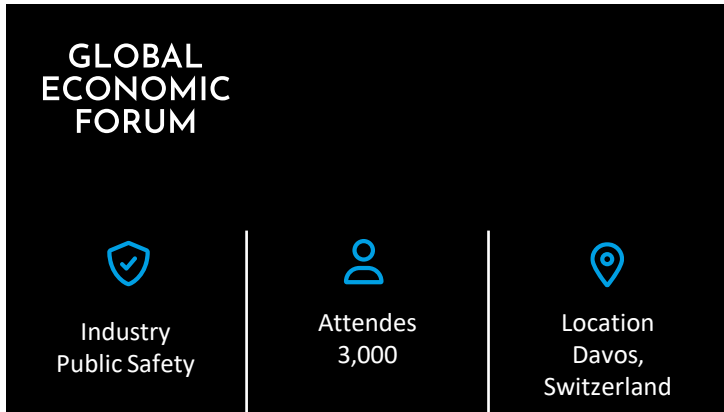 GLOBAL
ECONOMIC
FORUM
Industry
Public Safety
Attendes
3,000
Location
Davos,
Switzerland